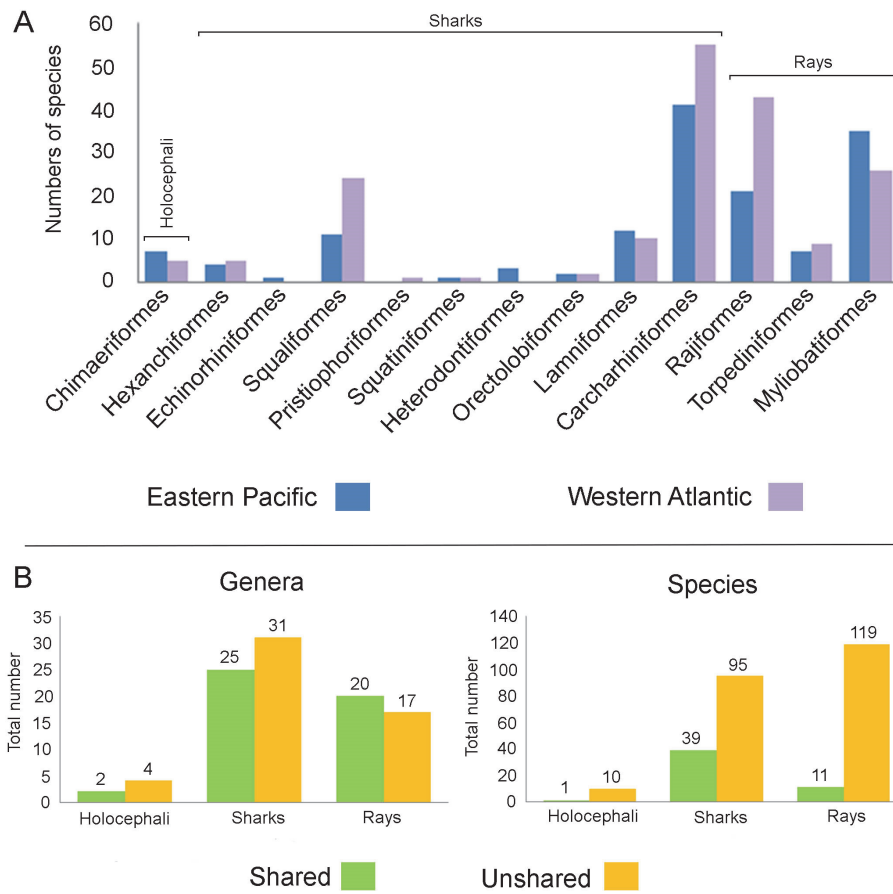 A
Sharks
Rays
Holocephali
Numbers of species
60
50
40
30
20
10
0
Chimaeriformes
Hexanchiformes
Echinorhiniformes
Squaliformes
Pristiophoriformes
Squatiniformes
Heterodontiformes
Orectolobiformes
Lamniformes
Carcharhiniformes
Rajiformes
Torpediniformes
Myliobatiformes
Eastern Pacific
Western Atlantic
B
Genera
Total number
35
30
25
20
15
10
5
0
2
4
25
31
20
17
Holocephali
Sharks
Rays
Species
Total number
140
120
100
80
60
40
20
0
1
10
39
95
11
119
Holocephali
Sharks
Rays
Shared
Unshared